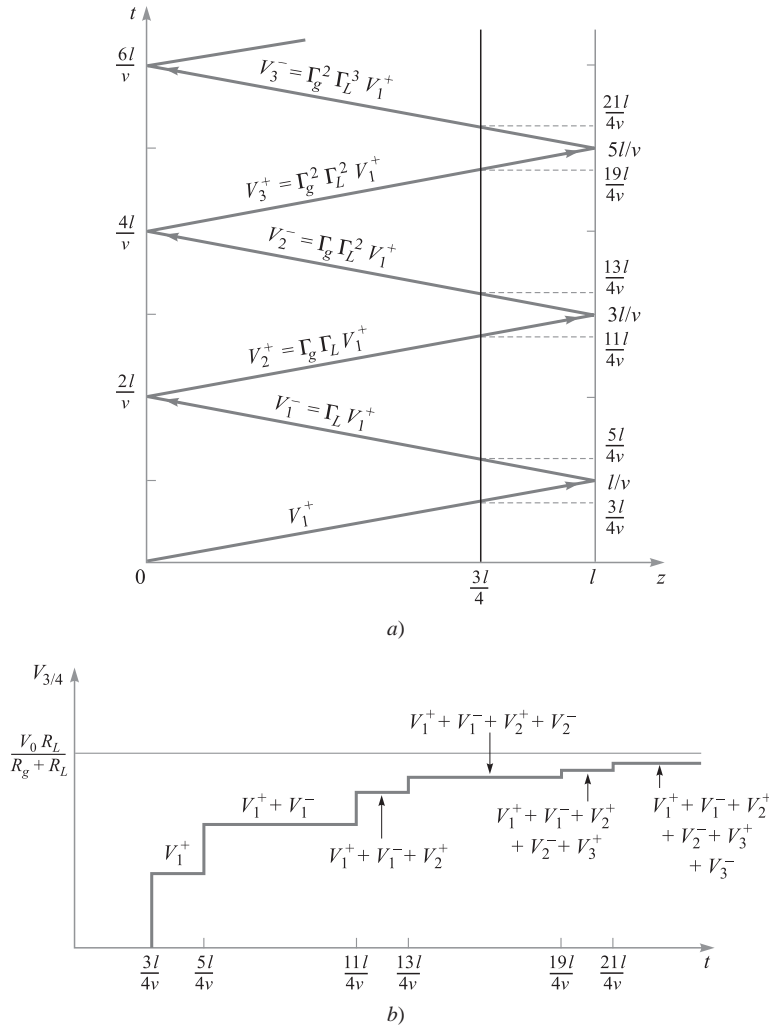 t
6l/v
V₃⁻ = Γg² ΓL³ V₁⁺
21l/4v
5l/v
19l/4v
V₃⁺ = Γg² ΓL² V₁⁺
4l/v
V₂⁻ = Γg ΓL² V₁⁺
13l/4v
3l/v
11l/4v
V₂⁺ = Γg ΓL V₁⁺
2l/v
V₁⁻ = ΓL V₁⁺
5l/4v
l/v
3l/4v
V₁⁺
0 3l/4 l z
a)
V3/4
V₁⁺ + V₁⁻ + V₂⁺ + V₂⁻
V₀ RL / Rg + RL
V₁⁺ + V₁⁻
V₁⁺
V₁⁺ + V₁⁻ + V₂⁺
V₁⁺ + V₁⁻ + V₂⁺
+ V₂⁻ + V₃⁺
V₁⁺ + V₁⁻ + V₂⁺
+ V₂⁻ + V₃⁺
+ V₃⁻
3l/4v 5l/4v 11l/4v 13l/4v 19l/4v 21l/4v t
b)